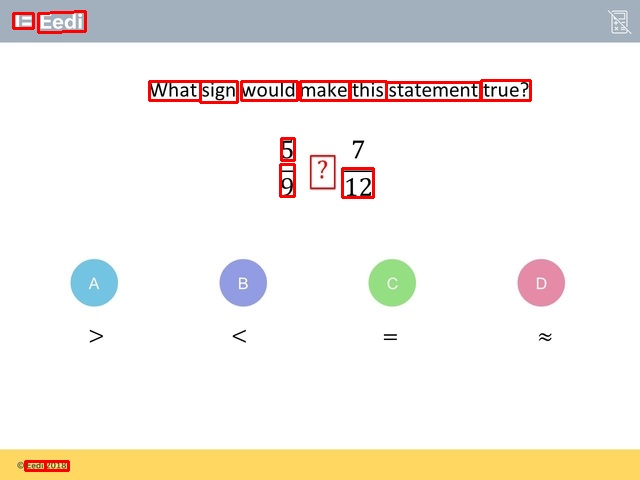 Eedi
What sign would make this statement true?
5 7
?
9 12
A B C D
> < = ≈
© Eedi 2018